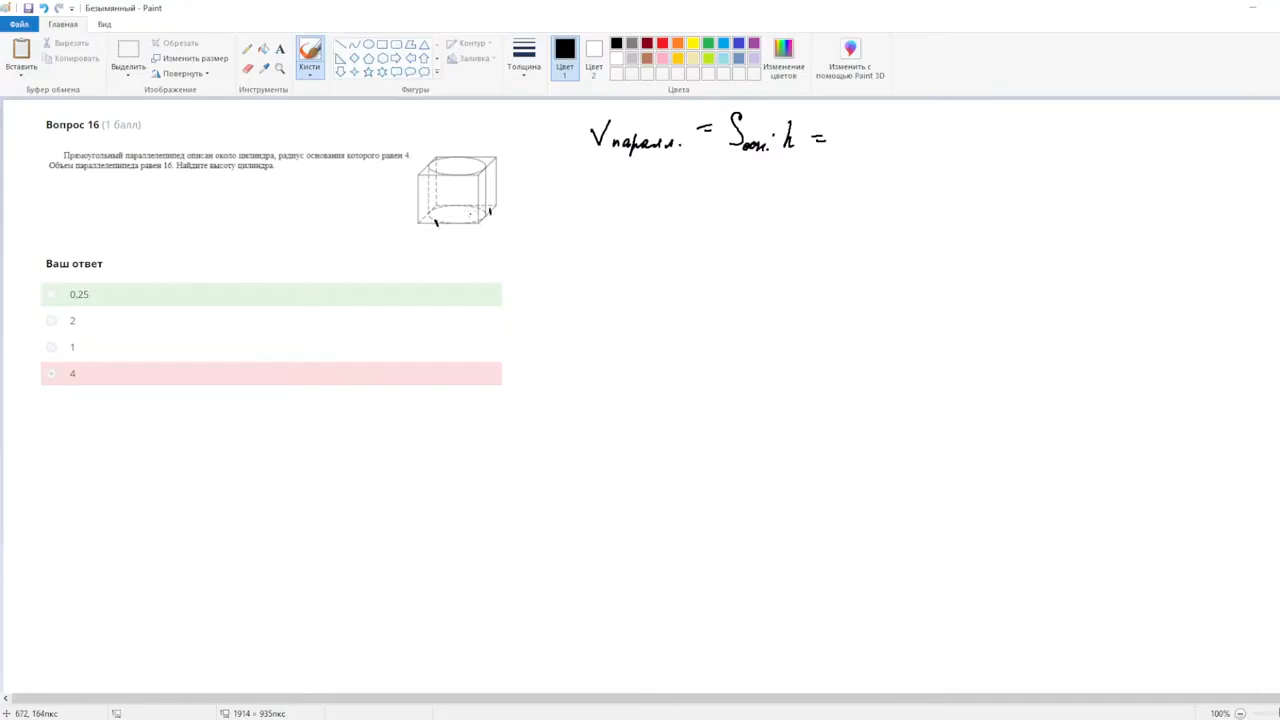 Безымянный - Paint
Файл Главная Вид
Вставить
Вырезать
Копировать
Буфер обмена
Выделить
Обрезать
Изменить размер
Повернуть
Изображение
A
Инструменты
Кисти
Контур
Заливка
Фигуры
Толщина
Цвет 1
Цвет 2
Изменение цветов
Цвета
Изменить с помощью Paint 3D
Вопрос 16 (1 балл)
Прямоугольный параллелепипед описан около цилиндра, радиус основания которого равен 4.
Объем параллелепипеда равен 16. Найдите высоту цилиндра.
Vпаралл. = Sосн. · h =
Ваш ответ
0,25
2
1
4
672, 164пкс
1914 × 935пкс
100%